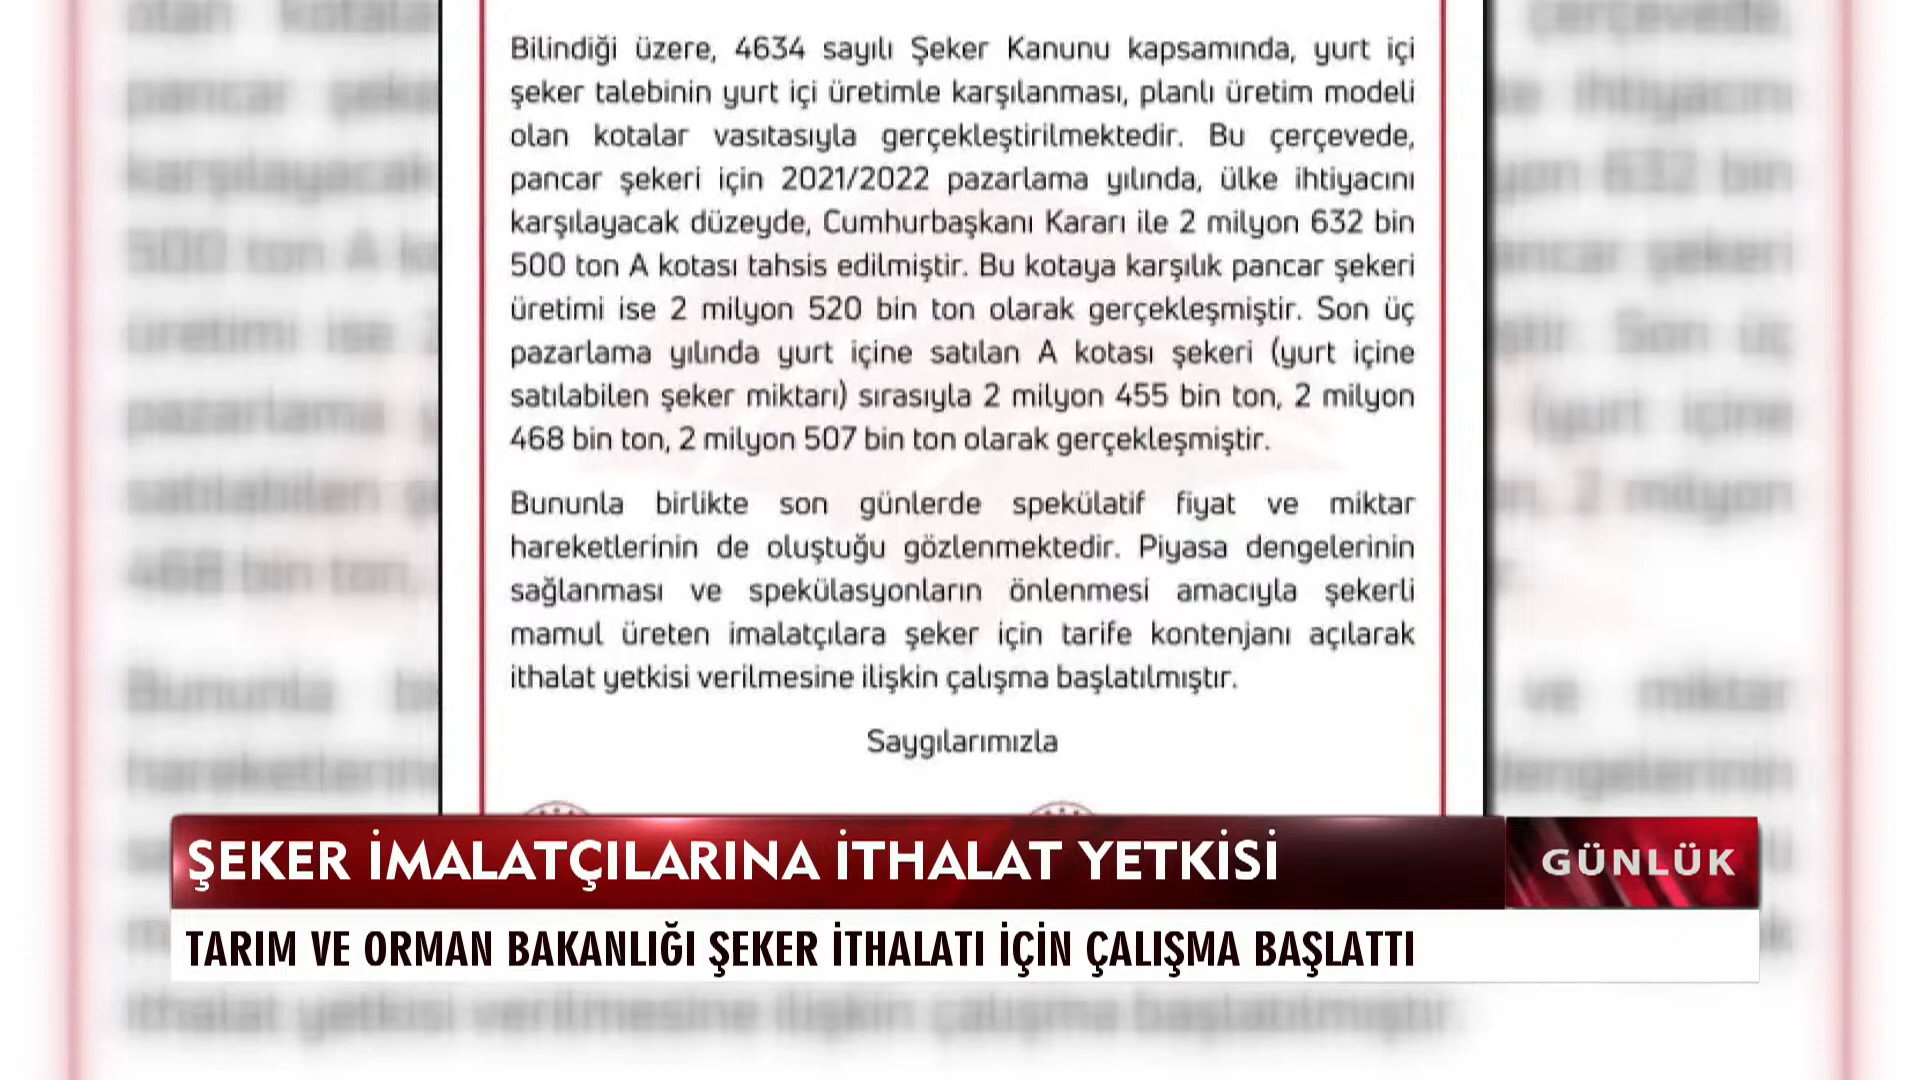 Bilindiği üzere, 4634 sayılı Şeker Kanunu kapsamında, yurt içi
şeker talebinin yurt içi üretimle karşılanması, planlı üretim modeli
olan kotalar vasıtasıyla gerçekleştirilmektedir. Bu çerçevede,
pancar şekeri için 2021/2022 pazarlama yılında, ülke ihtiyacını
karşılayacak düzeyde, Cumhurbaşkanı Kararı ile 2 milyon 632 bin
500 ton A kotası tahsis edilmiştir. Bu kotaya karşılık pancar şekeri
üretimi ise 2 milyon 520 bin ton olarak gerçekleşmiştir. Son üç
pazarlama yılında yurt içine satılan A kotası şekeri (yurt içine
satılabilen şeker miktarı) sırasıyla 2 milyon 455 bin ton, 2 milyon
468 bin ton, 2 milyon 507 bin ton olarak gerçekleşmiştir.
Bununla birlikte son günlerde spekülatif fiyat ve miktar
hareketlerinin de oluştuğu gözlenmektedir. Piyasa dengelerinin
sağlanması ve spekülasyonların önlenmesi amacıyla şekerli
mamul üreten imalatçılara şeker için tarife kontenjanı açılarak
ithalat yetkisi verilmesine ilişkin çalışma başlatılmıştır.
Saygılarımızla
ŞEKER İMALATÇILARINA İTHALAT YETKİSİ
GÜNLÜK
TARIM VE ORMAN BAKANLIĞI ŞEKER İTHALATI İÇİN ÇALIŞMA BAŞLATTI